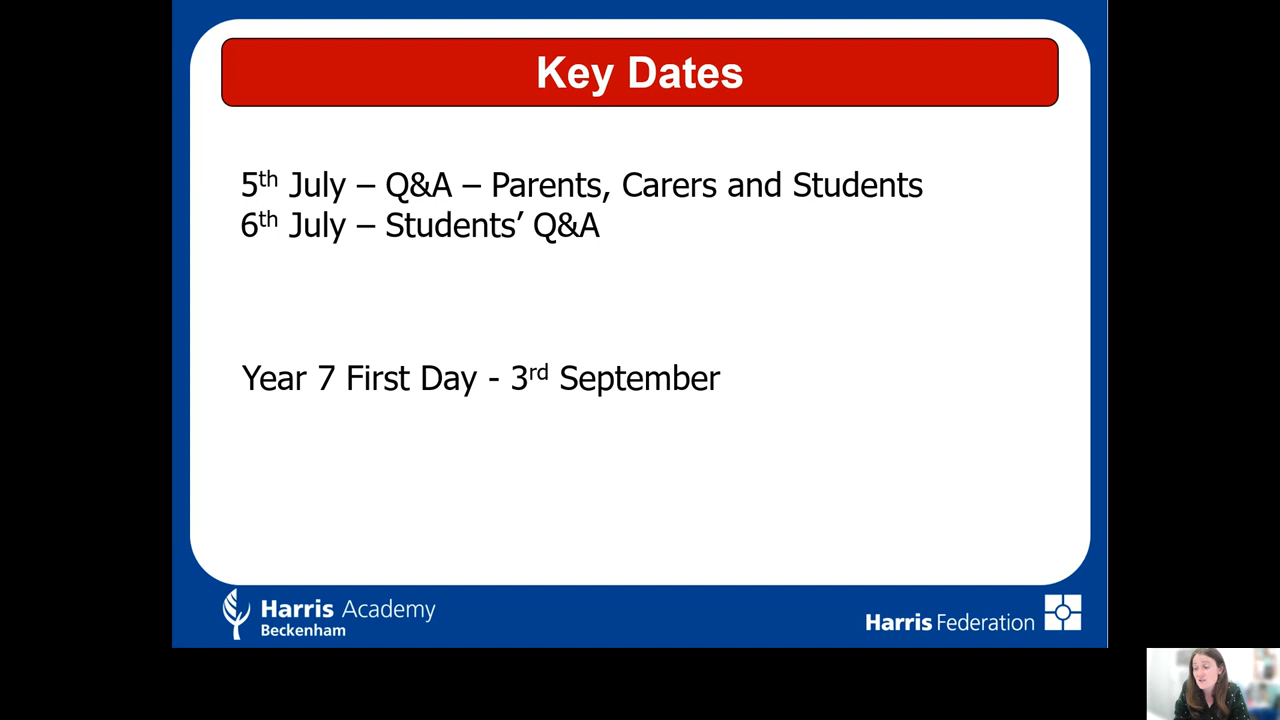 Key Dates
5th July – Q&A – Parents, Carers and Students
6th July – Students’ Q&A
Year 7 First Day - 3rd September
Harris Academy
Beckenham
Harris Federation